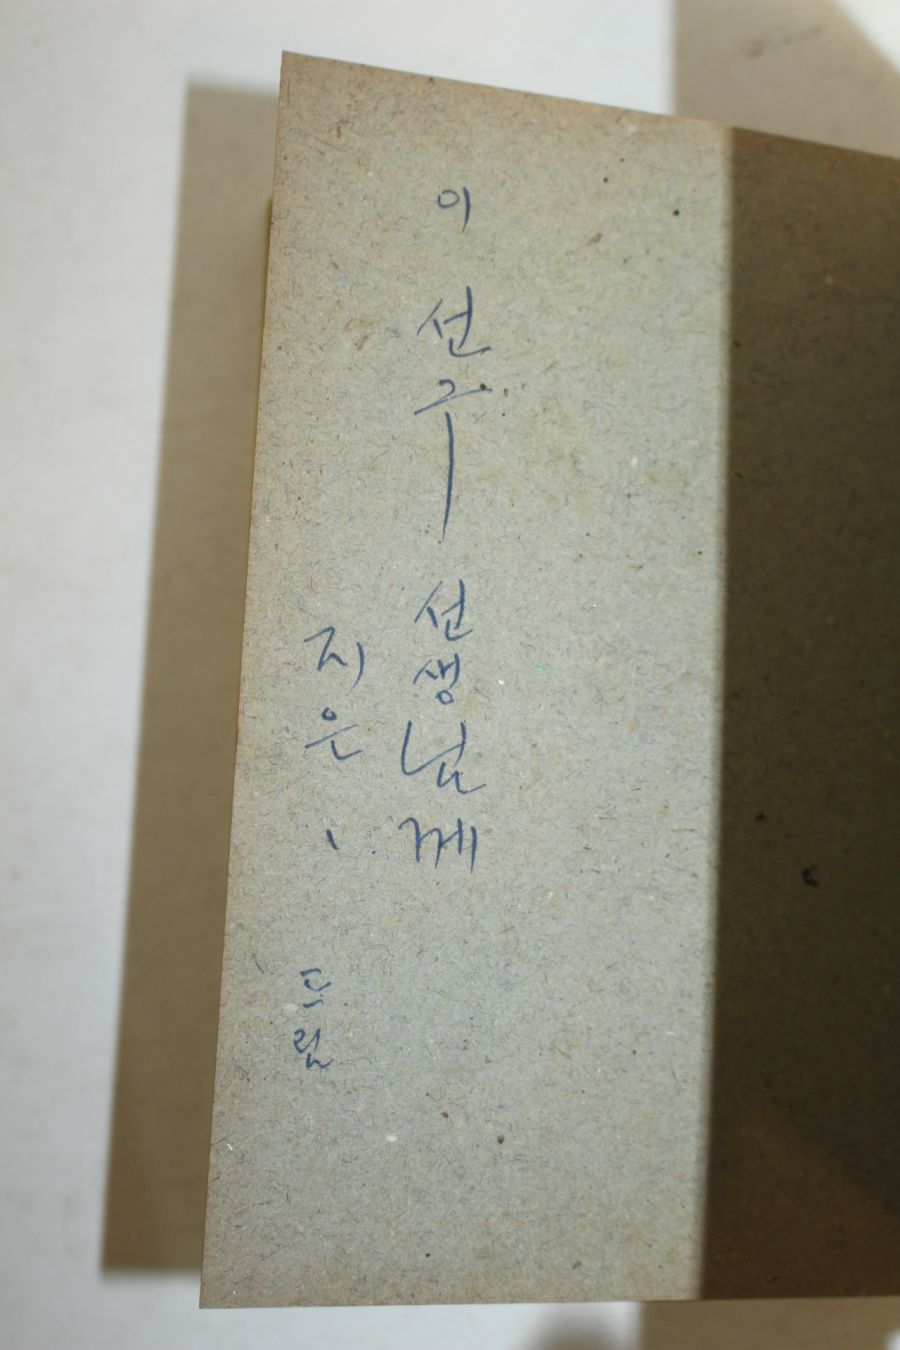 이 선구 선생님께
지은 드림